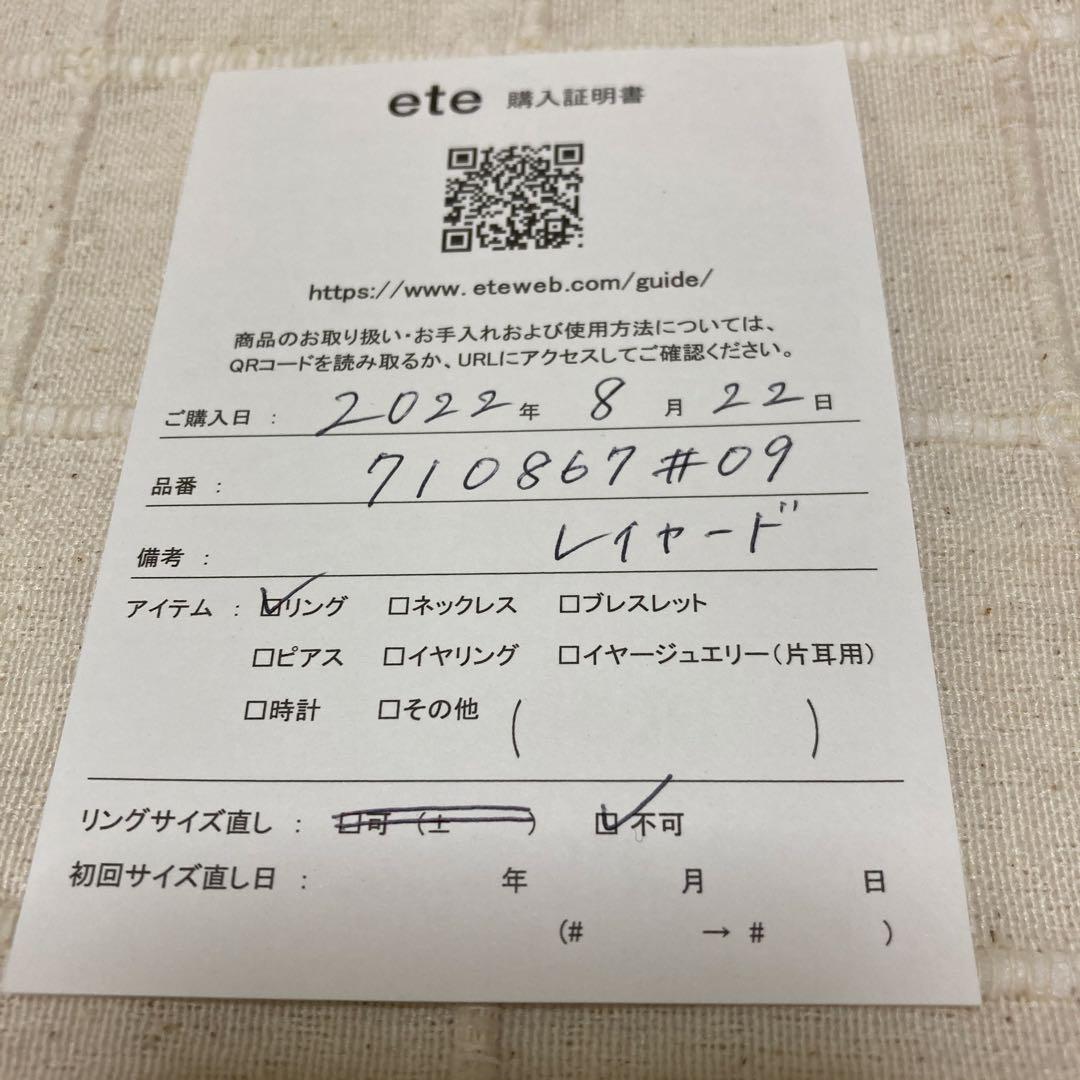 ete 購入証明書
https://www.eteweb.com/guide/
商品のお取り扱い・お手入れおよび使用方法については、
QRコードを読み取るか、URLにアクセスしてご確認ください。
ご購入日 : 2022 年 8 月 22 日
品番 : 710867#09
備考 : レイヤード
アイテム : ☑リング □ネックレス □ブレスレット
□ピアス □イヤリング □イヤージュエリー(片耳用)
□時計 □その他 ( )
リングサイズ直し : □可 (± ) ☑不可
初回サイズ直し日 : 年 月 日
(# → # )